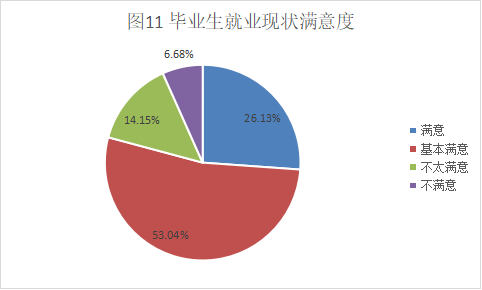 图11 毕业生就业现状满意度
6.68%
26.13%
14.15%
53.04%
满意
基本满意
不太满意
不满意